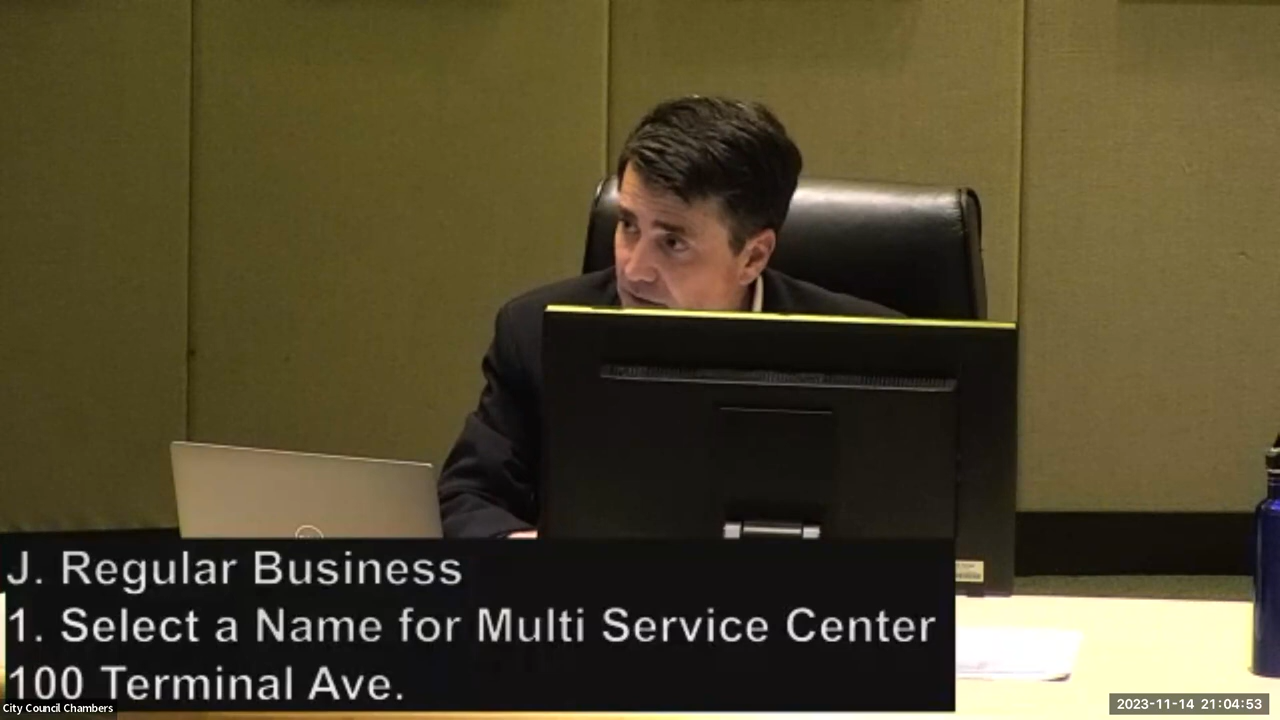 J. Regular Business
1. Select a Name for Multi Service Center
100 Terminal Ave.
City Council Chambers
2023-11-14 21:04:53